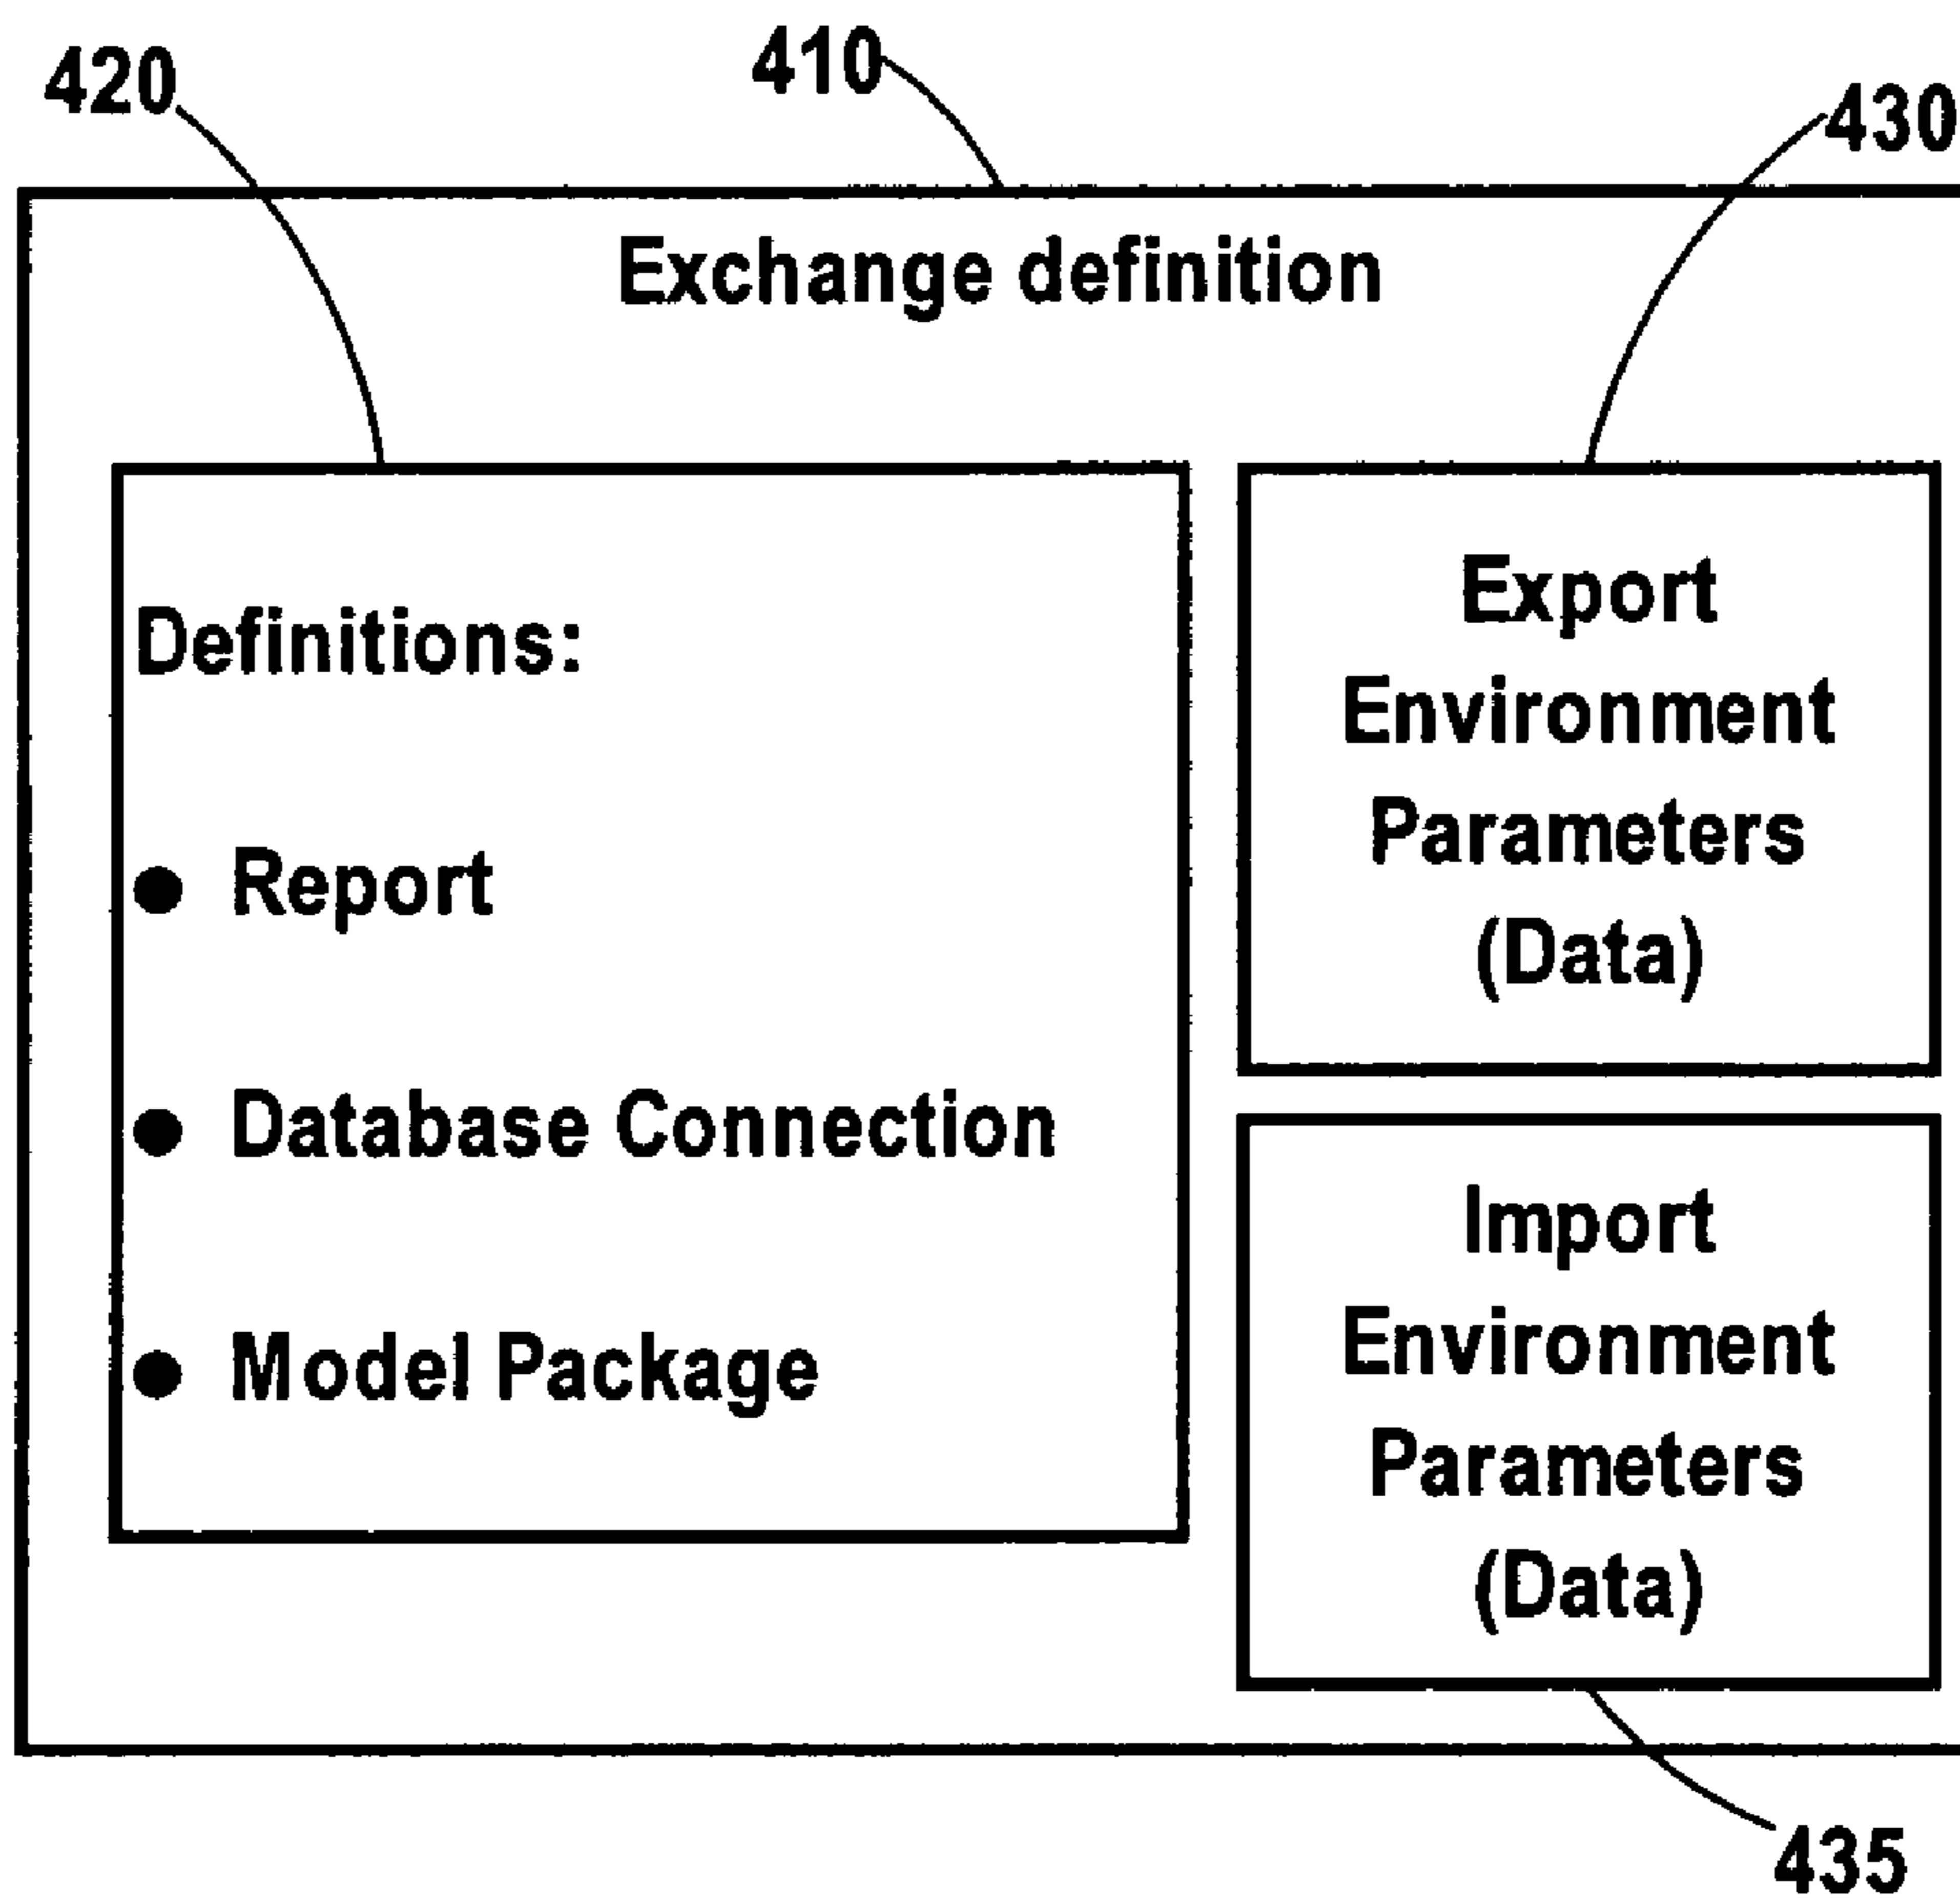 420
410
430
Exchange definition
Definitions:
● Report
● Database Connection
● Model Package
Export
Environment
Parameters
(Data)
Import
Environment
Parameters
(Data)
435